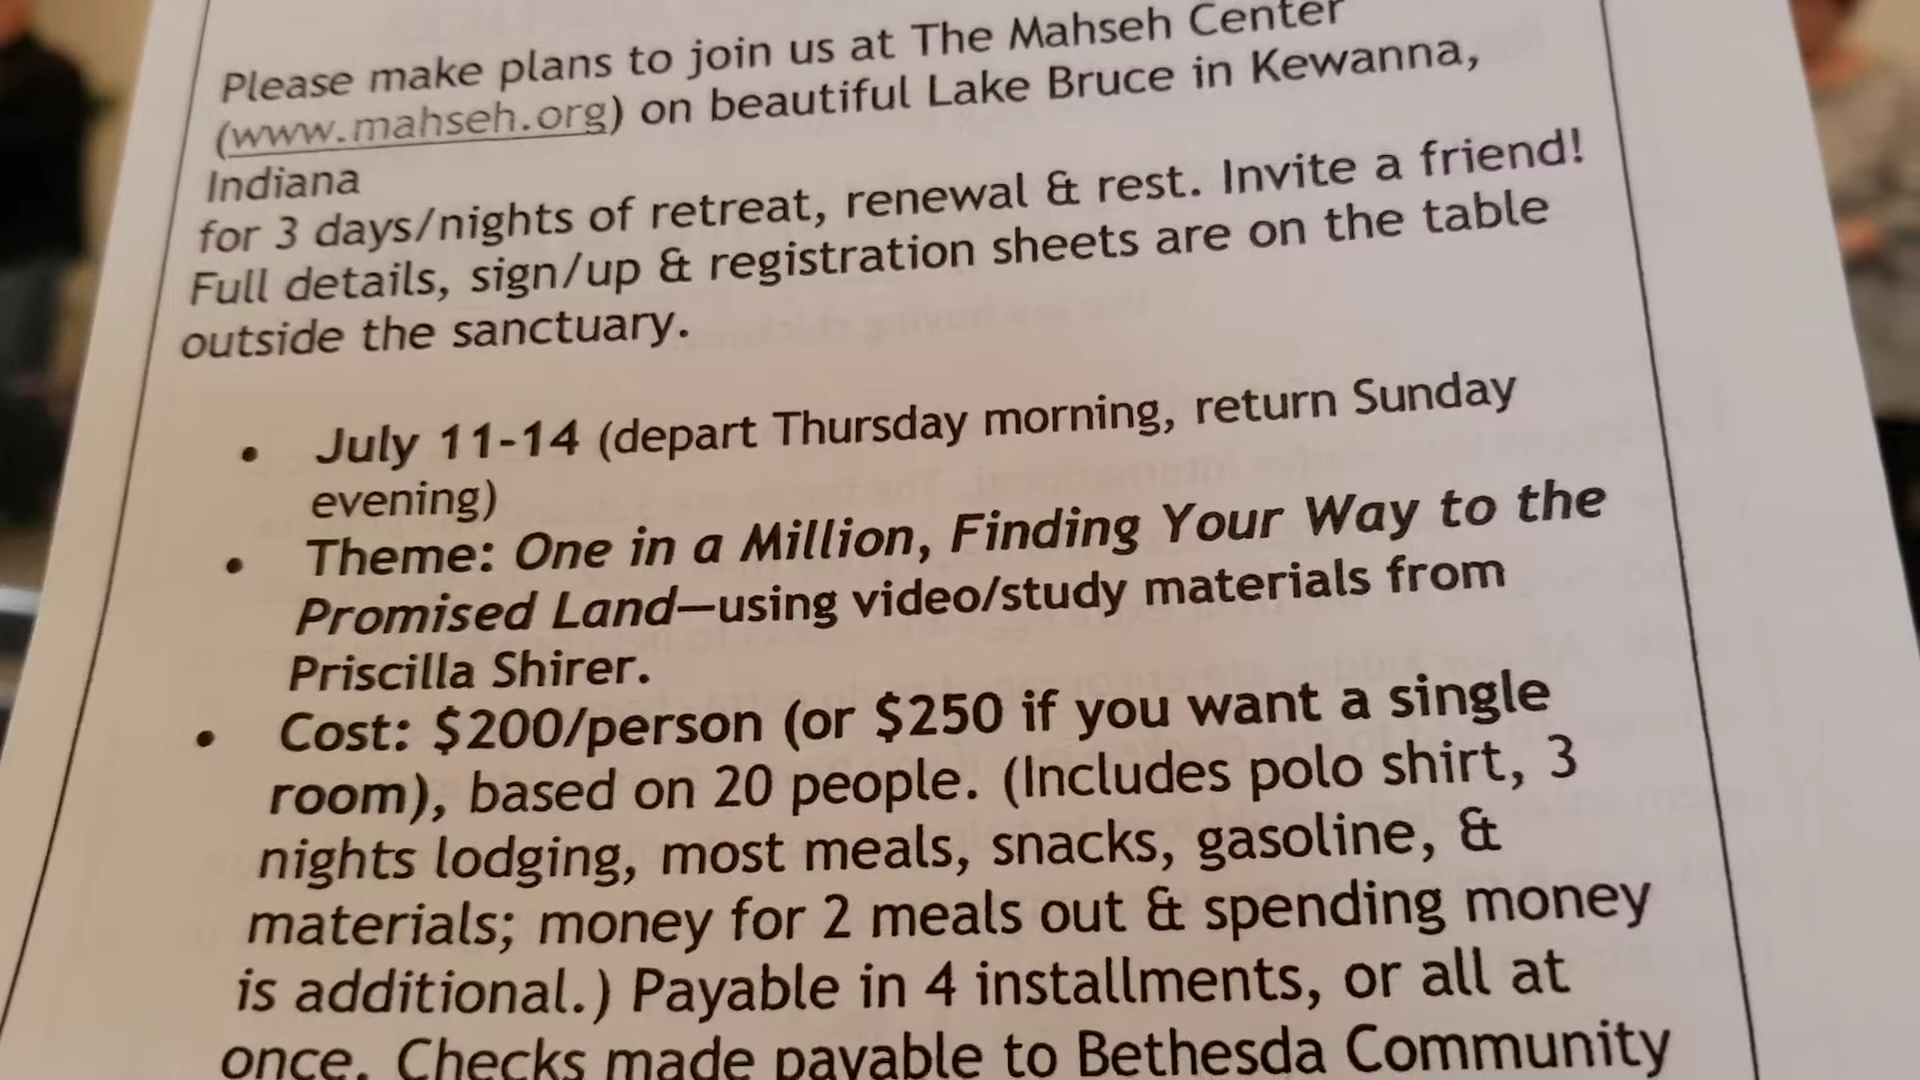 Please make plans to join us at The Mahseh Center
(www.mahseh.org) on beautiful Lake Bruce in Kewanna,
Indiana
for 3 days/nights of retreat, renewal & rest. Invite a friend!
Full details, sign/up & registration sheets are on the table
outside the sanctuary.
• July 11-14 (depart Thursday morning, return Sunday
evening)
• Theme: One in a Million, Finding Your Way to the
Promised Land—using video/study materials from
Priscilla Shirer.
• Cost: $200/person (or $250 if you want a single
room), based on 20 people. (Includes polo shirt, 3
nights lodging, most meals, snacks, gasoline, &
materials; money for 2 meals out & spending money
is additional.) Payable in 4 installments, or all at
once. Checks made payable to Bethesda Community